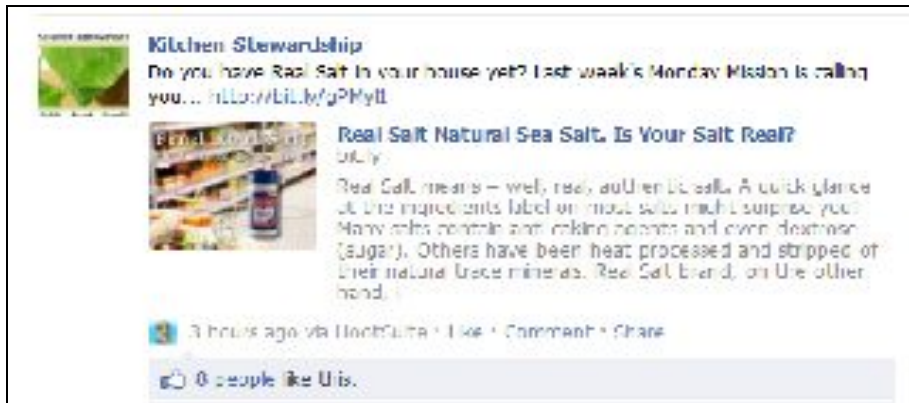 Kitchen Stewardship
Do you have Real Salt in your house yet? Last week's Monday Mission is calling
you...
Real Salt Natural Sea Salt. Is Your Salt Real?
bit.ly
Real Salt means – well, real, authentic salt. A quick glance
at the ingredients label on most salts might surprise you!
Many salts contain anti-caking agents and even dextrose
(sugar). Others have been heat processed and stripped of
their natural trace minerals. Real Salt brand, on the other
hand,
3 hours ago via HootSuite · Like · Comment · Share
8 people like this.